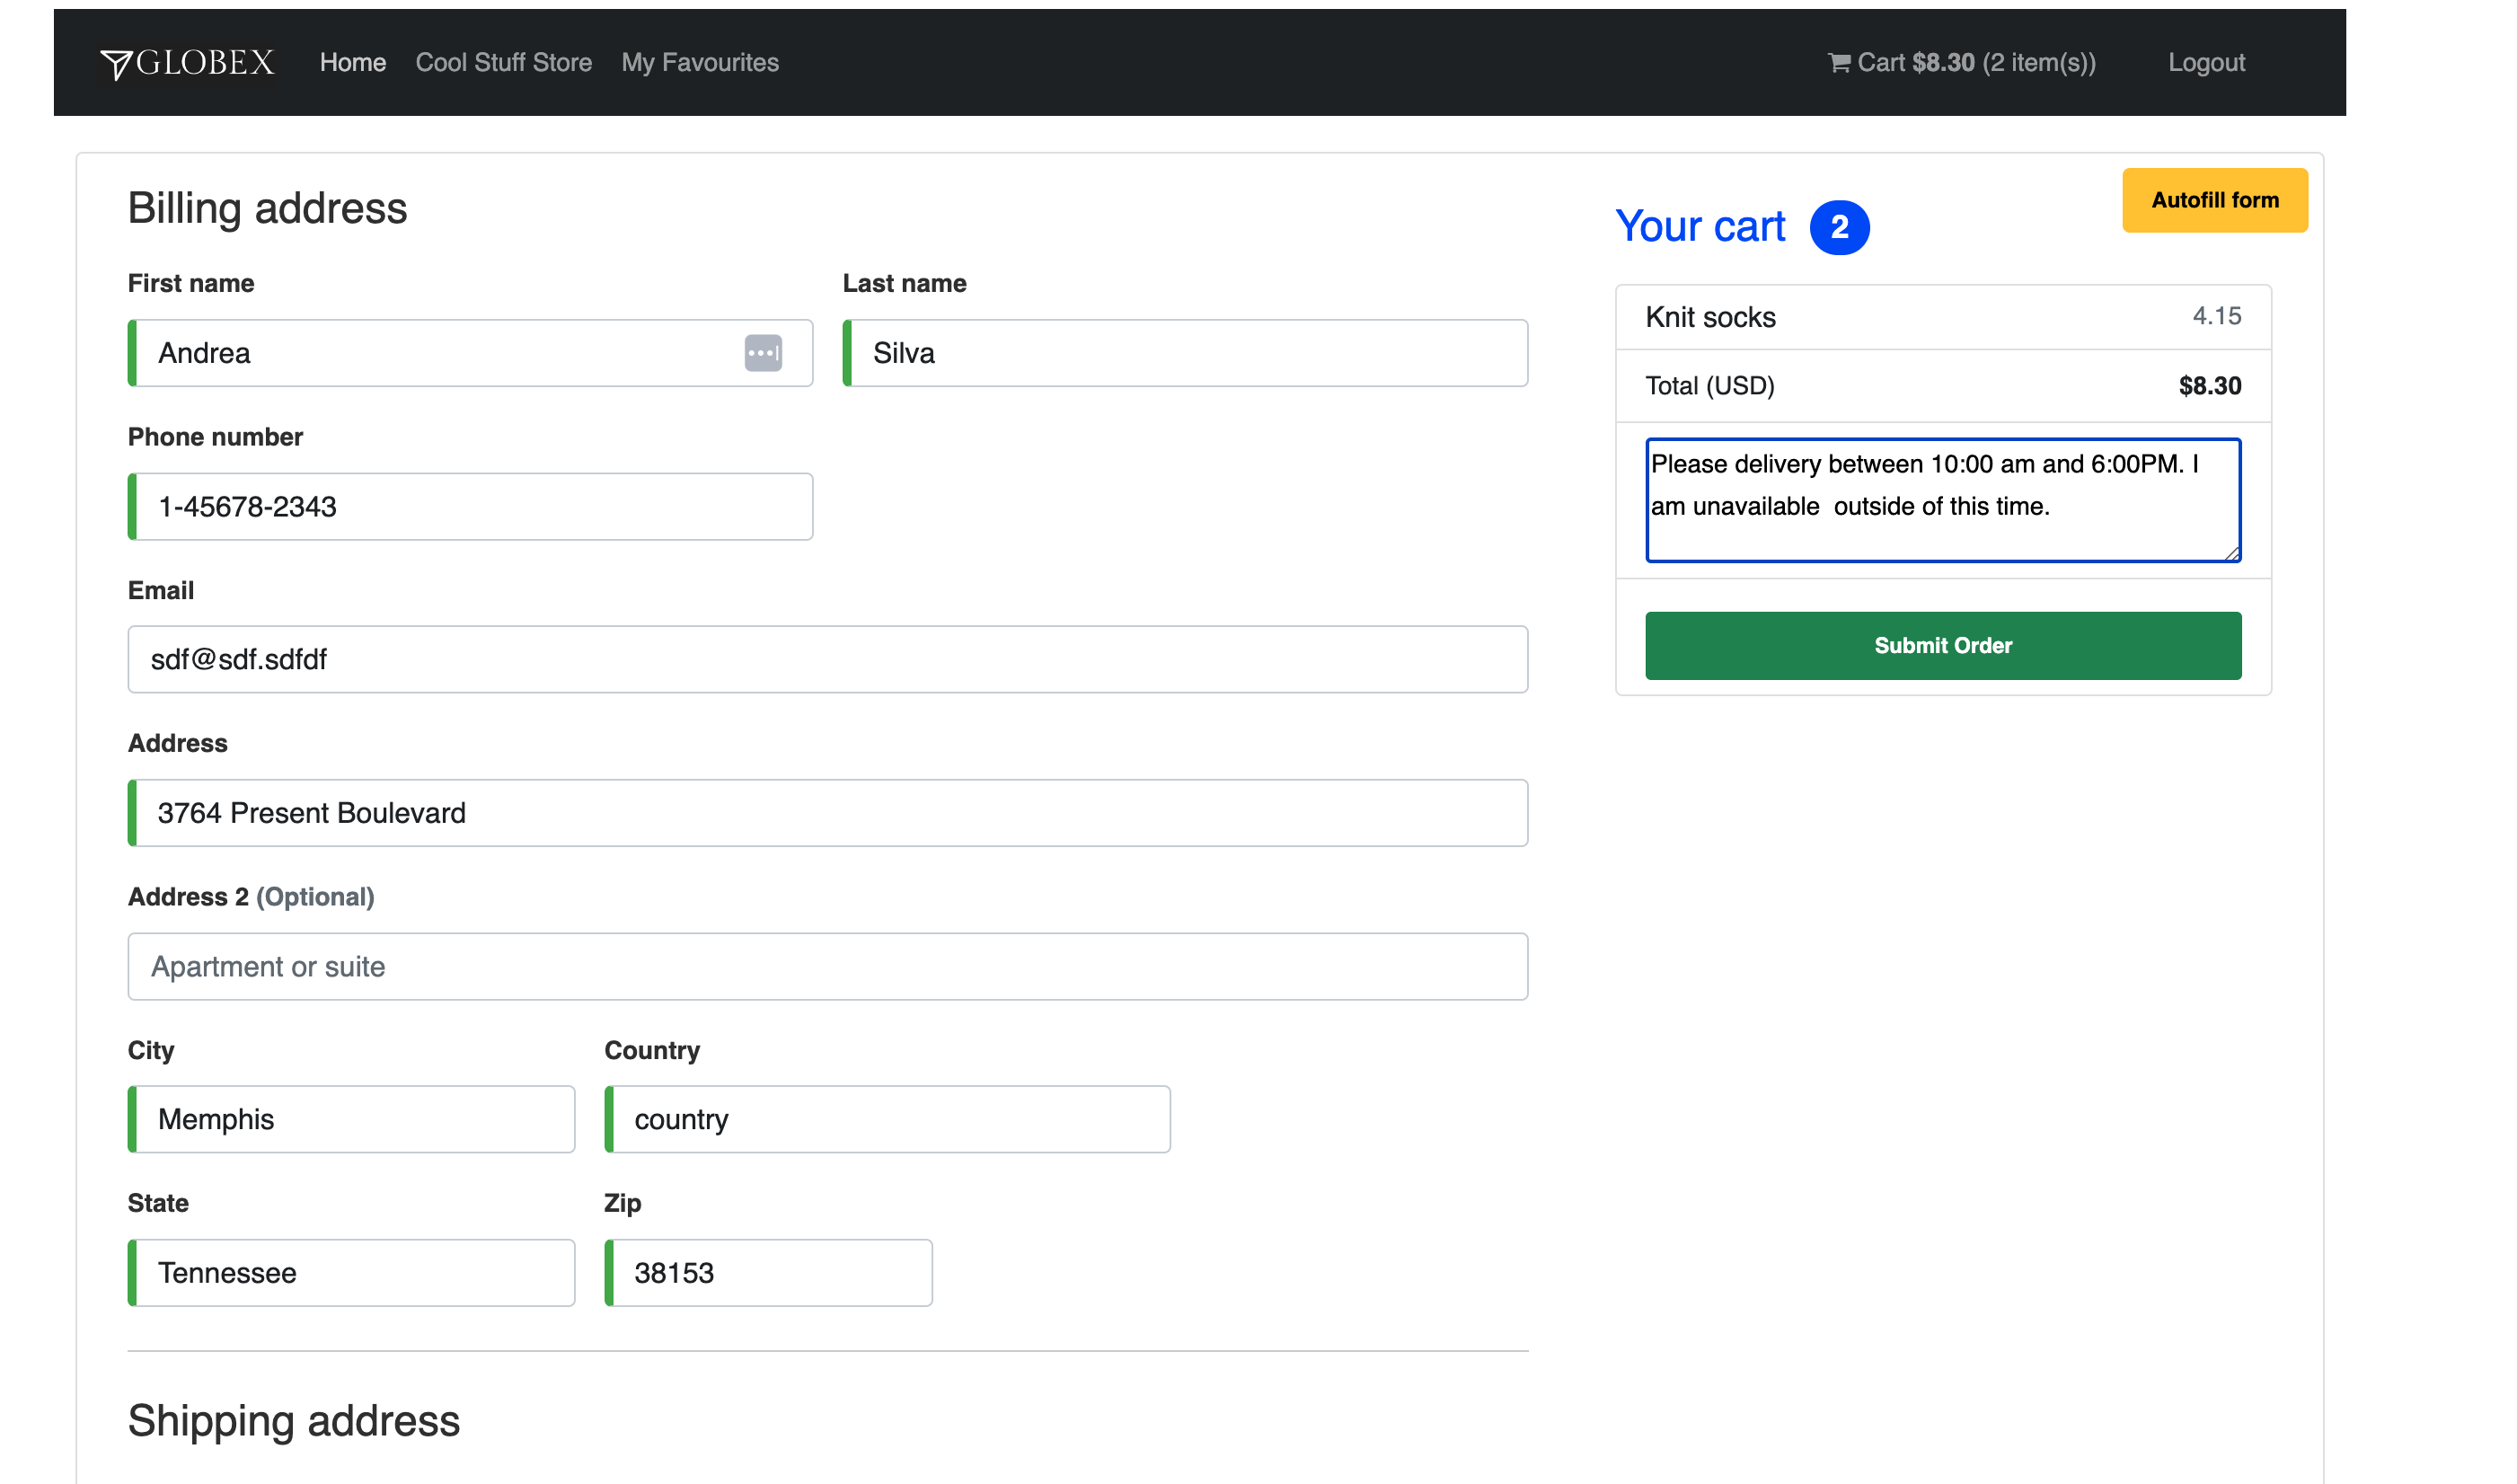 GLOBEX Home Cool Stuff Store My Favourites Cart $8.30 (2 item(s)) Logout
Billing address
First name Last name
Andrea Silva
Phone number
1-45678-2343
Email
sdf@sdf.sdfdf
Address
3764 Present Boulevard
Address 2 (Optional)
Apartment or suite
City Country
Memphis country
State Zip
Tennessee 38153
Shipping address
Autofill form
Your cart 2
Knit socks 4.15
Total (USD) $8.30
Please delivery between 10:00 am and 6:00PM. I
am unavailable  outside of this time.
Submit Order